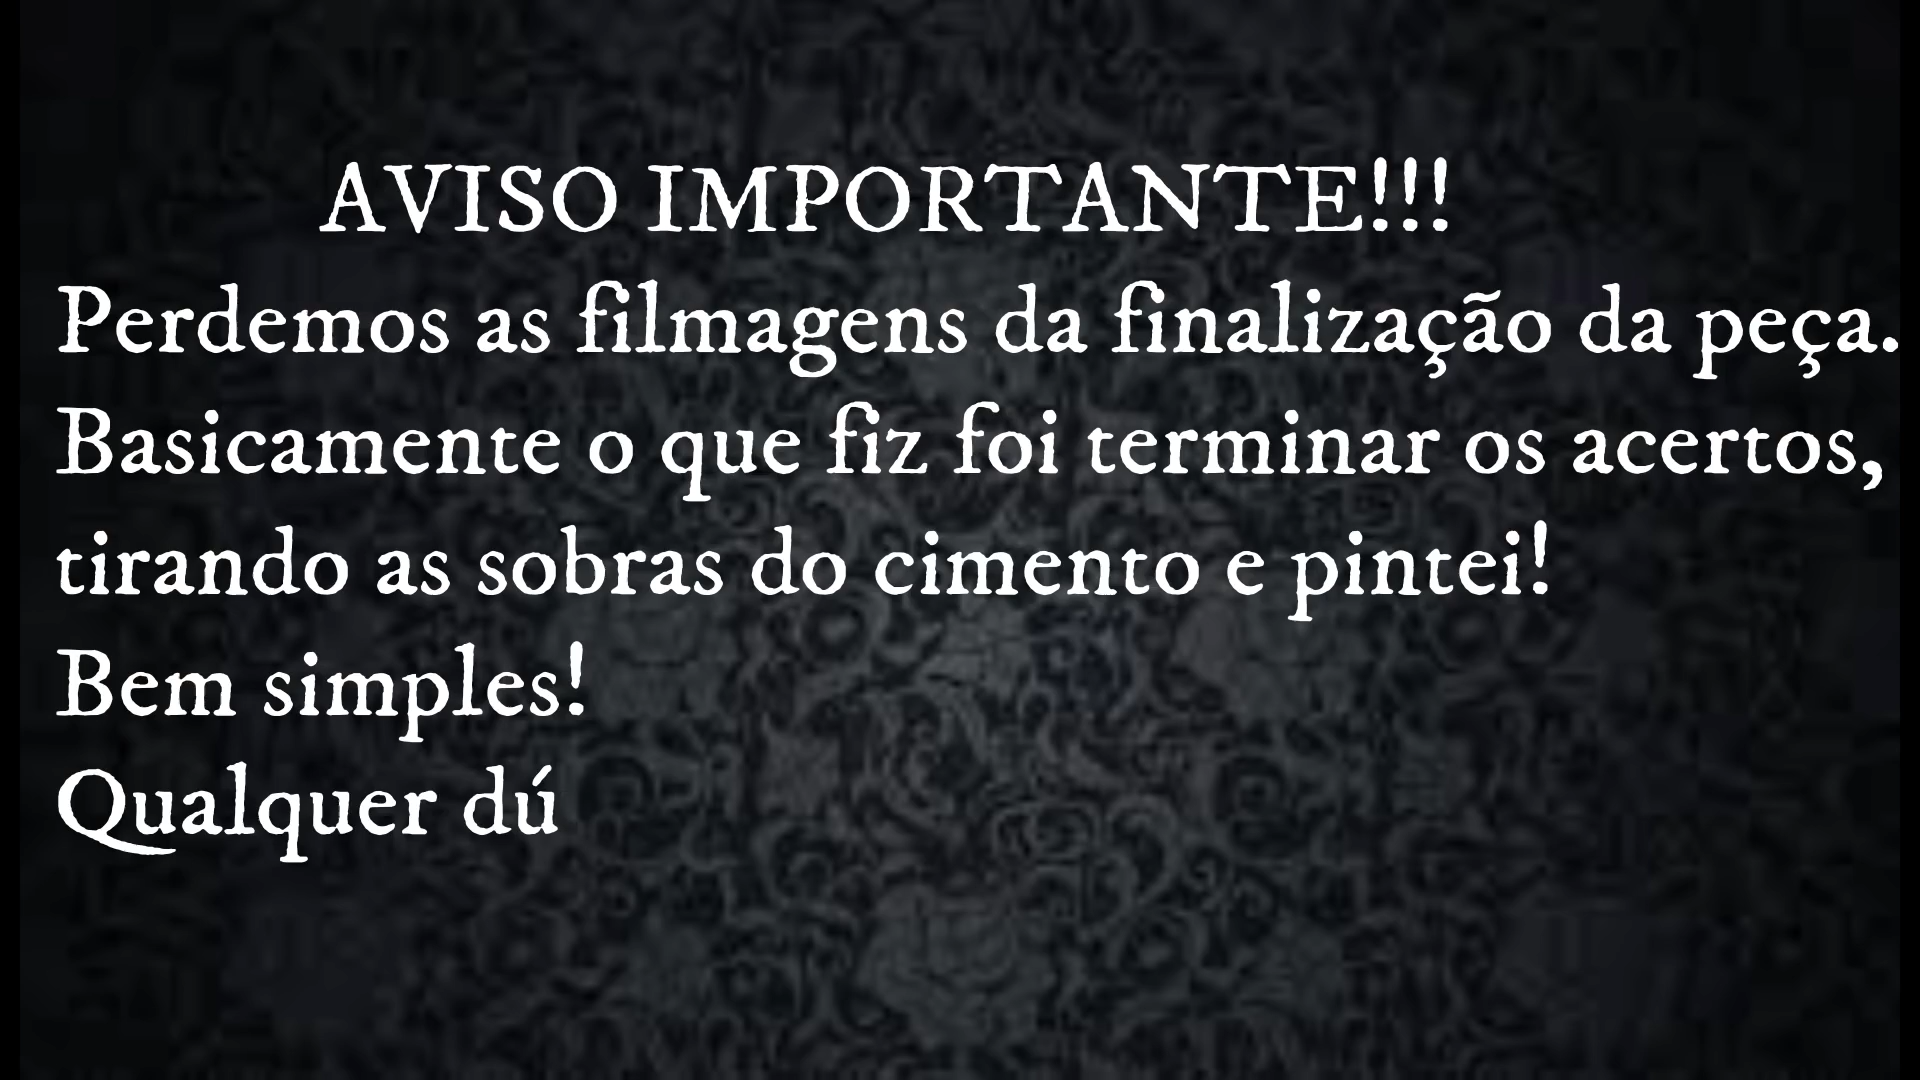 AVISO IMPORTANTE!!!
Perdemos as filmagens da finalização da peça.
Basicamente o que fiz foi terminar os acertos,
tirando as sobras do cimento e pintei!
Bem simples!
Qualquer dú